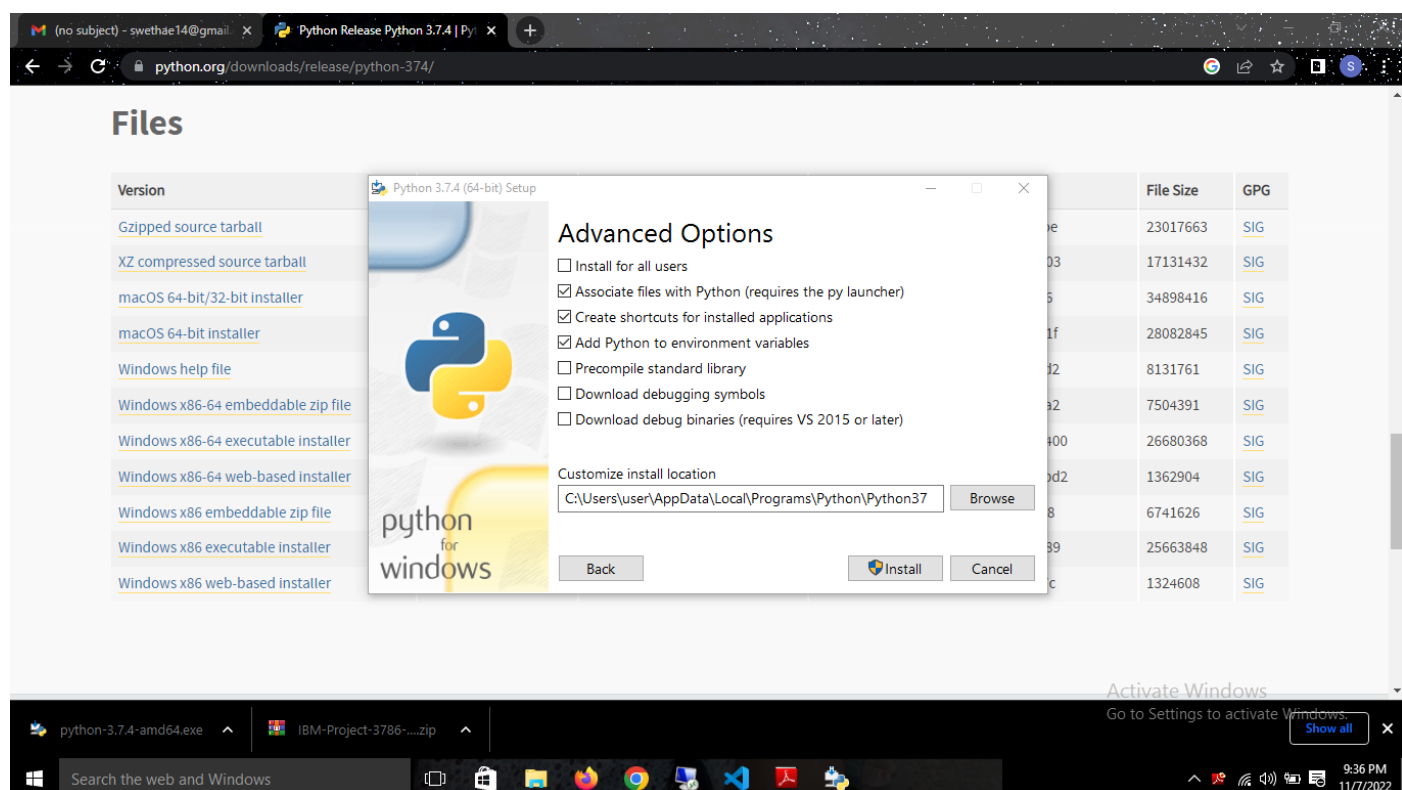 (no subject) - swethae14@gmail.
Python Release Python 3.7.4 | Pyt
python.org/downloads/release/python-374/
S
Files
Version
File Size
GPG
Gzipped source tarball
23017663
SIG
XZ compressed source tarball
03
17131432
SIG
macOS 64-bit/32-bit installer
34898416
SIG
macOS 64-bit installer
1f
28082845
SIG
Windows help file
8131761
SIG
Windows x86-64 embeddable zip file
a2
7504391
SIG
Windows x86-64 executable installer
400
26680368
SIG
Windows x86-64 web-based installer
bd2
1362904
SIG
Windows x86 embeddable zip file
8
6741626
SIG
Windows x86 executable installer
89
25663848
SIG
Windows x86 web-based installer
1324608
SIG
Python 3.7.4 (64-bit) Setup
Advanced Options
Install for all users
Associate files with Python (requires the py launcher)
Create shortcuts for installed applications
Add Python to environment variables
Precompile standard library
Download debugging symbols
Download debug binaries (requires VS 2015 or later)
Customize install location
C:\Users\user\AppData\Local\Programs\Python\Python37
Browse
python
for
windows
Back
Install
Cancel
Activate Windows
Go to Settings to activate Windows.
python-3.7.4-amd64.exe
IBM-Project-3786-....zip
Show all
Search the web and Windows
9:36 PM
11/7/2022